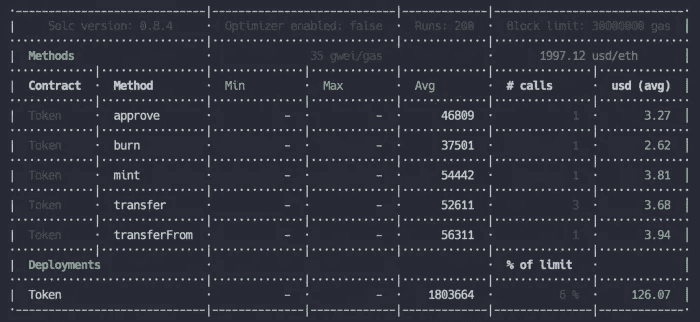 Solc version: 0.8.4 Optimizer enabled: false Runs: 200 Block limit: 30000000 gas
Methods 35 gwei/gas 1997.12 usd/eth
Contract Method Min Max Avg # calls usd (avg)
Token approve - - 46809 1 3.27
Token burn - - 37501 1 2.62
Token mint - - 54442 1 3.81
Token transfer - - 52611 3 3.68
Token transferFrom - - 56311 1 3.94
Deployments % of limit
Token - - 1803664 6 % 126.07